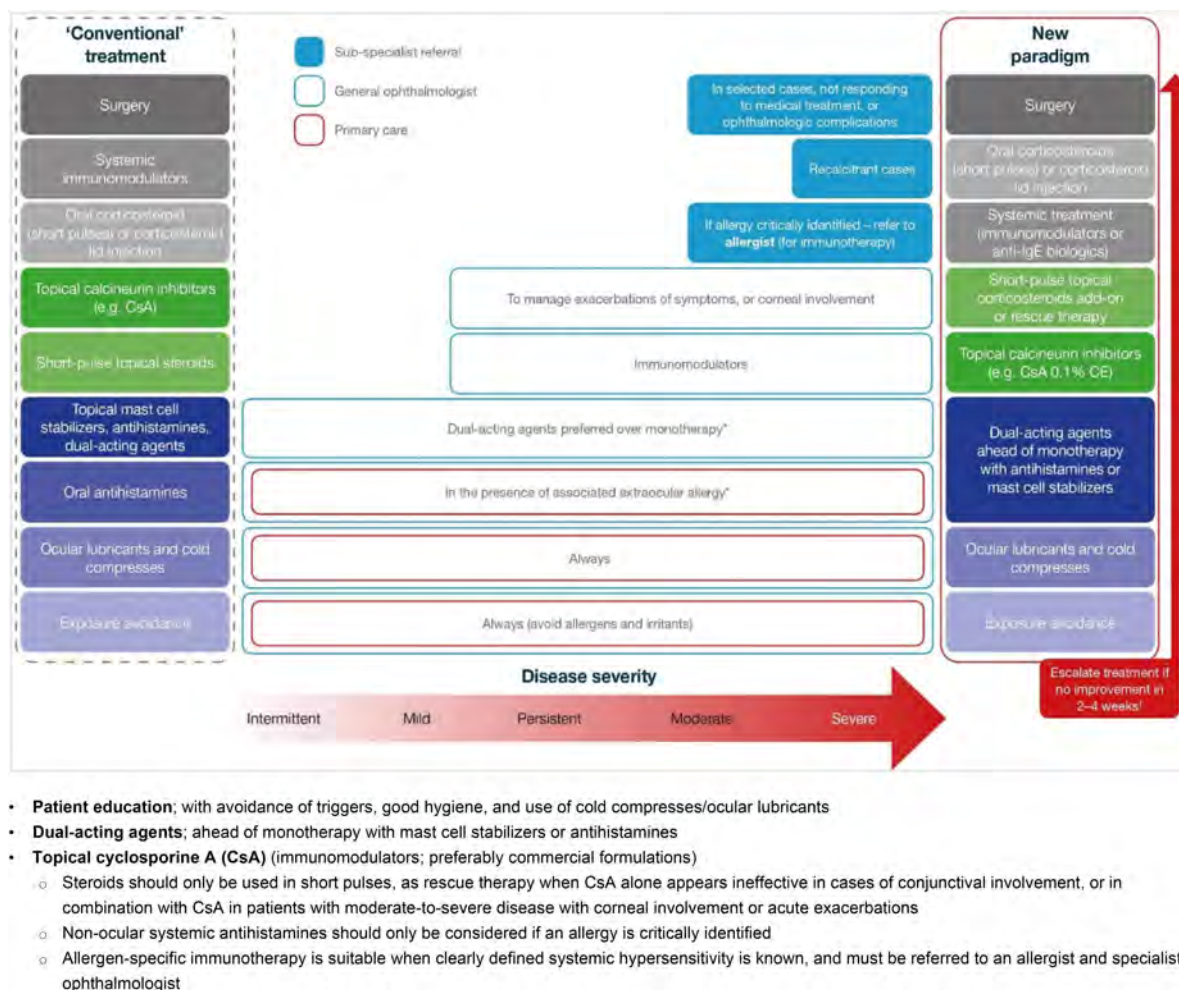 'Conventional'
treatment
Surgery
Systemic
immunomodulators
Oral corticosteroid
(short pulses) or corticosteroid
lid injection
Topical calcineurin inhibitors
(e.g. CsA)
Short-pulse topical steroids
Topical mast cell
stabilizers, antihistamines,
dual-acting agents
Oral antihistamines
Ocular lubricants and cold
compresses
Exposure avoidance
Sub-specialist referral
General ophthalmologist
Primary care
In selected cases, not responding
to medical treatment, or
ophthalmologic complications
Recalcitrant cases
If allergy critically identified – refer to
allergist (for immunotherapy)
To manage exacerbations of symptoms, or corneal involvement
Immunomodulators
Dual-acting agents preferred over monotherapy*
In the presence of associated extraocular allergy*
Always
Always (avoid allergens and irritants)
New
paradigm
Surgery
Oral corticosteroids
(short pulses) or corticosteroid
lid injection
Systemic treatment
(immunomodulators or
anti-IgE biologics)
Short-pulse topical
corticosteroids add-on
or rescue therapy
Topical calcineurin inhibitors
(e.g. CsA 0.1% CE)
Dual-acting agents
ahead of monotherapy
with antihistamines or
mast cell stabilizers
Ocular lubricants and cold
compresses
Exposure avoidance
Escalate treatment if
no improvement in
2–4 weeks
Disease severity
Intermittent Mild Persistent Moderate Severe
• Patient education; with avoidance of triggers, good hygiene, and use of cold compresses/ocular lubricants
• Dual-acting agents; ahead of monotherapy with mast cell stabilizers or antihistamines
• Topical cyclosporine A (CsA) (immunomodulators; preferably commercial formulations)
○ Steroids should only be used in short pulses, as rescue therapy when CsA alone appears ineffective in cases of conjunctival involvement, or in
combination with CsA in patients with moderate-to-severe disease with corneal involvement or acute exacerbations
○ Non-ocular systemic antihistamines should only be considered if an allergy is critically identified
○ Allergen-specific immunotherapy is suitable when clearly defined systemic hypersensitivity is known, and must be referred to an allergist and specialist
ophthalmologist